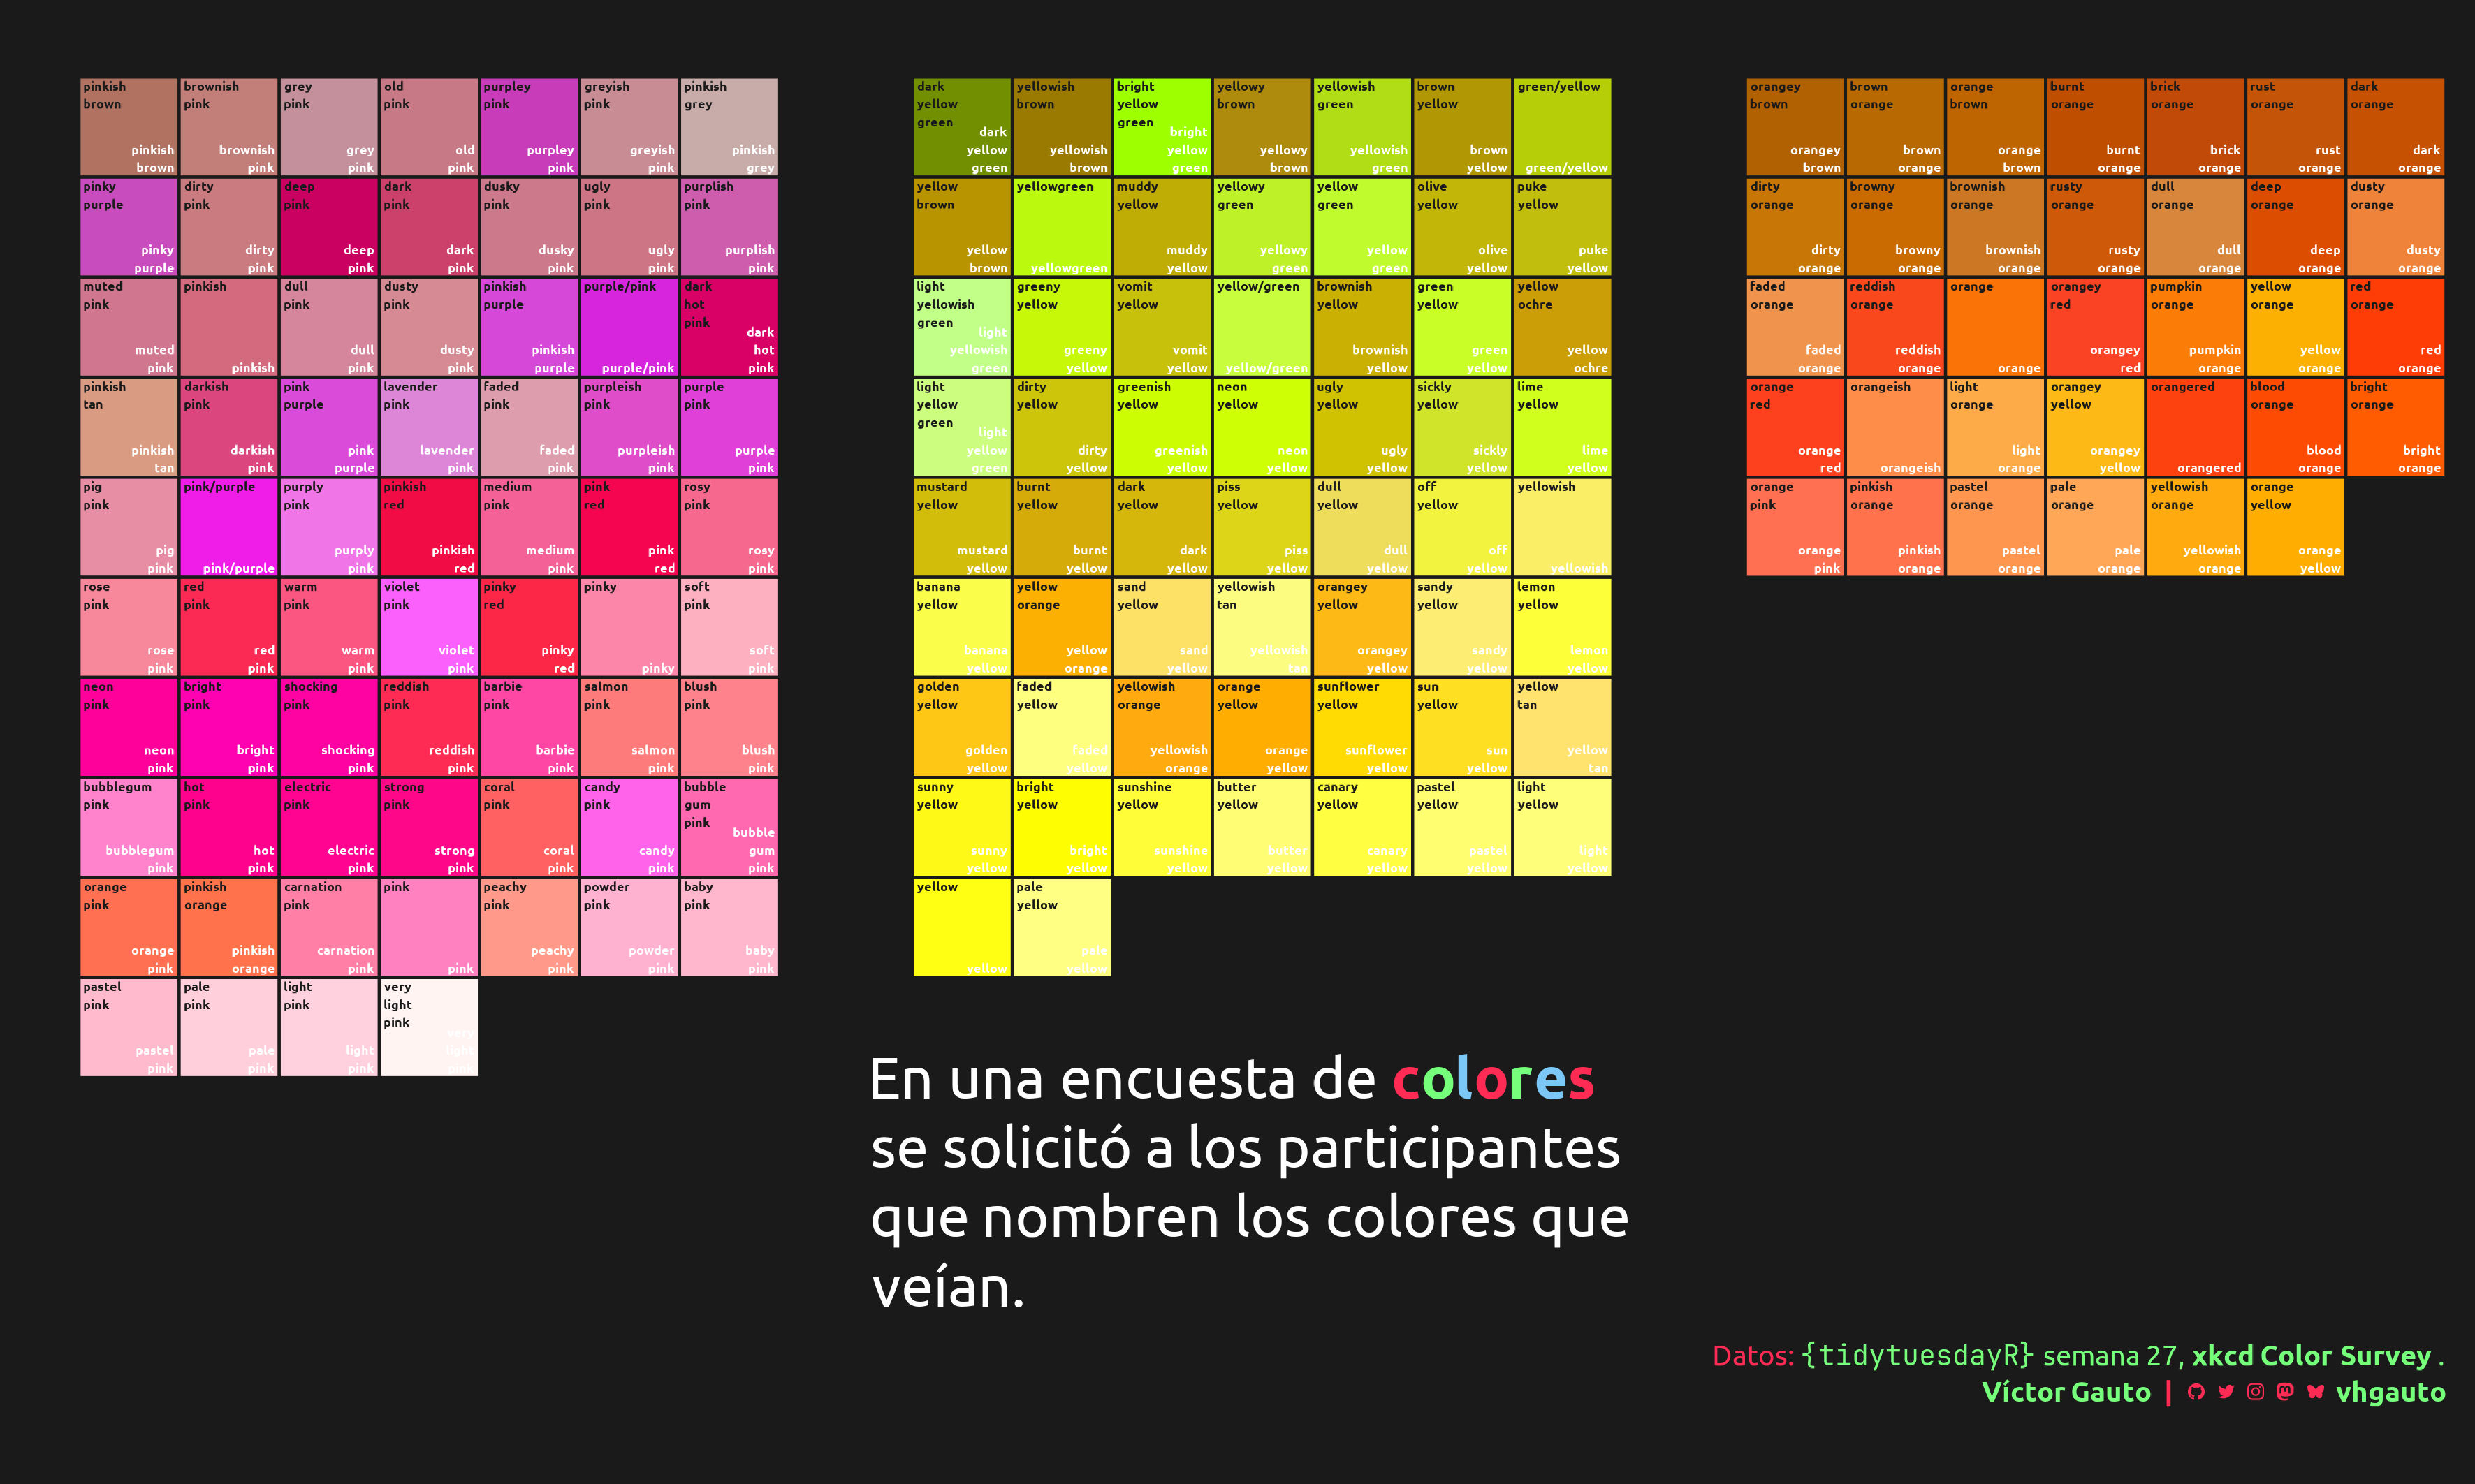 pinkish brownish grey old purpley greyish pinkish
brown pink pink pink pink pink grey
pinkish brownish grey old purpley greyish pinkish
brown pink pink pink pink pink grey
pinky dirty deep dark dusky ugly purplish
purple pink pink pink pink pink pink
pinky dirty deep dark dusky ugly purplish
purple pink pink pink pink pink pink
muted pinkish dull dusty pinkish purple/pink dark
pink pink pink purple hot
pink
dark
muted dull dusty pinkish hot
pink pinkish pink pink purple purple/pink pink
pinkish darkish pink lavender faded purpleish purple
tan pink purple pink pink pink pink
pinkish darkish pink lavender faded purpleish purple
tan pink purple pink pink pink pink
pig pink/purple purply pinkish medium pink rosy
pink pink red pink red pink
pig purply pinkish medium pink rosy
pink pink/purple pink red pink red pink
rose red warm violet pinky pinky soft
pink pink pink pink red pink
rose red warm violet pinky soft
pink pink pink pink red pinky pink
neon bright shocking reddish barbie salmon blush
pink pink pink pink pink pink pink
neon bright shocking reddish barbie salmon blush
pink pink pink pink pink pink pink
bubblegum hot electric strong coral candy bubble
pink pink pink pink pink pink gum
pink
bubble
bubblegum hot electric strong coral candy gum
pink pink pink pink pink pink pink
orange pinkish carnation pink peachy powder baby
pink orange pink pink pink pink
orange pinkish carnation peachy powder baby
pink orange pink pink pink pink pink
pastel pale light very
pink pink pink light
pink
very
pastel pale light light
pink pink pink pink
dark yellowish bright yellowy yellowish brown green/yellow
yellow brown yellow brown green yellow
green green
dark bright
yellow yellowish yellow yellowy yellowish brown
green brown green brown green yellow green/yellow
yellow yellowgreen muddy yellowy yellow olive puke
brown yellow green green yellow yellow
yellow muddy yellowy yellow olive puke
brown yellowgreen yellow green green yellow yellow
light greeny vomit yellow/green brownish green yellow
yellowish yellow yellow yellow yellow ochre
green
light
yellowish greeny vomit brownish green yellow
green yellow yellow yellow/green yellow yellow ochre
light dirty greenish neon ugly sickly lime
yellow yellow yellow yellow yellow yellow yellow
green
light
yellow dirty greenish neon ugly sickly lime
green yellow yellow yellow yellow yellow yellow
mustard burnt dark piss dull off yellowish
yellow yellow yellow yellow yellow yellow
mustard burnt dark piss dull off
yellow yellow yellow yellow yellow yellow yellowish
banana yellow sand yellowish orangey sandy lemon
yellow orange yellow tan yellow yellow yellow
banana yellow sand yellowish orangey sandy lemon
yellow orange yellow tan yellow yellow yellow
golden faded yellowish orange sunflower sun yellow
yellow yellow orange yellow yellow yellow tan
golden faded yellowish orange sunflower sun yellow
yellow yellow orange yellow yellow yellow tan
sunny bright sunshine butter canary pastel light
yellow yellow yellow yellow yellow yellow yellow
sunny bright sunshine butter canary pastel light
yellow yellow yellow yellow yellow yellow yellow
yellow pale
yellow
pale
yellow yellow
orangey brown orange burnt brick rust dark
brown orange brown orange orange orange orange
orangey brown orange burnt brick rust dark
brown orange brown orange orange orange orange
dirty browny brownish rusty dull deep dusty
orange orange orange orange orange orange orange
dirty browny brownish rusty dull deep dusty
orange orange orange orange orange orange orange
faded reddish orange orangey pumpkin yellow red
orange orange red orange orange orange
faded reddish orangey pumpkin yellow red
orange orange orange red orange orange orange
orange orangeish light orangey orangered blood bright
red orange yellow orange orange
orange light orangey blood bright
red orangeish orange yellow orangered orange orange
orange pinkish pastel pale yellowish orange
pink orange orange orange orange yellow
orange pinkish pastel pale yellowish orange
pink orange orange orange orange yellow
En una encuesta de colores
se solicitó a los participantes
que nombren los colores que
veían.
Datos: {tidytuesdayR} semana 27, xkcd Color Survey .
Víctor Gauto | vhgauto